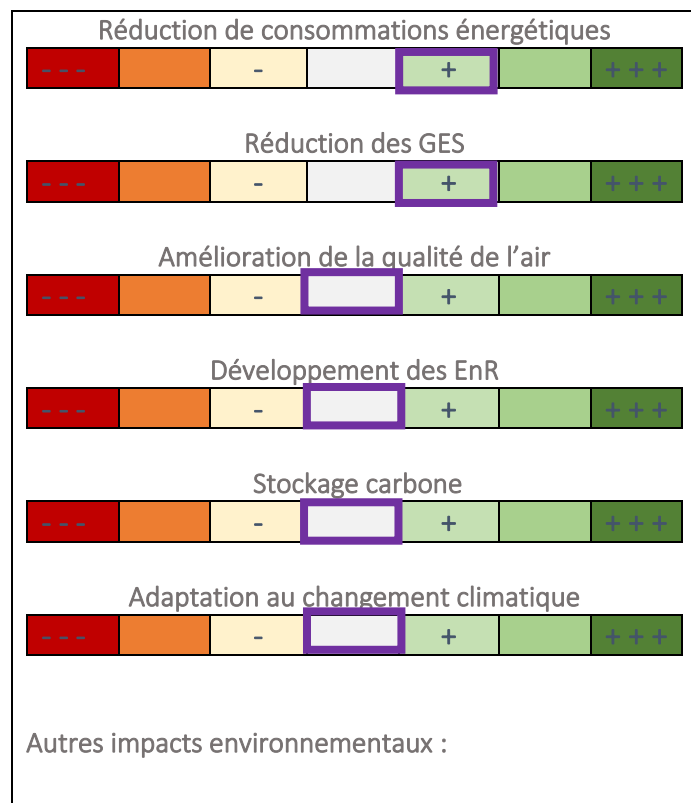 Réduction de consommations énergétiques
- - - - + + + +
Réduction des GES
- - - - + + + +
Amélioration de la qualité de l'air
- - - - + + + +
Développement des EnR
- - - - + + + +
Stockage carbone
- - - - + + + +
Adaptation au changement climatique
- - - - + + + +
Autres impacts environnementaux :